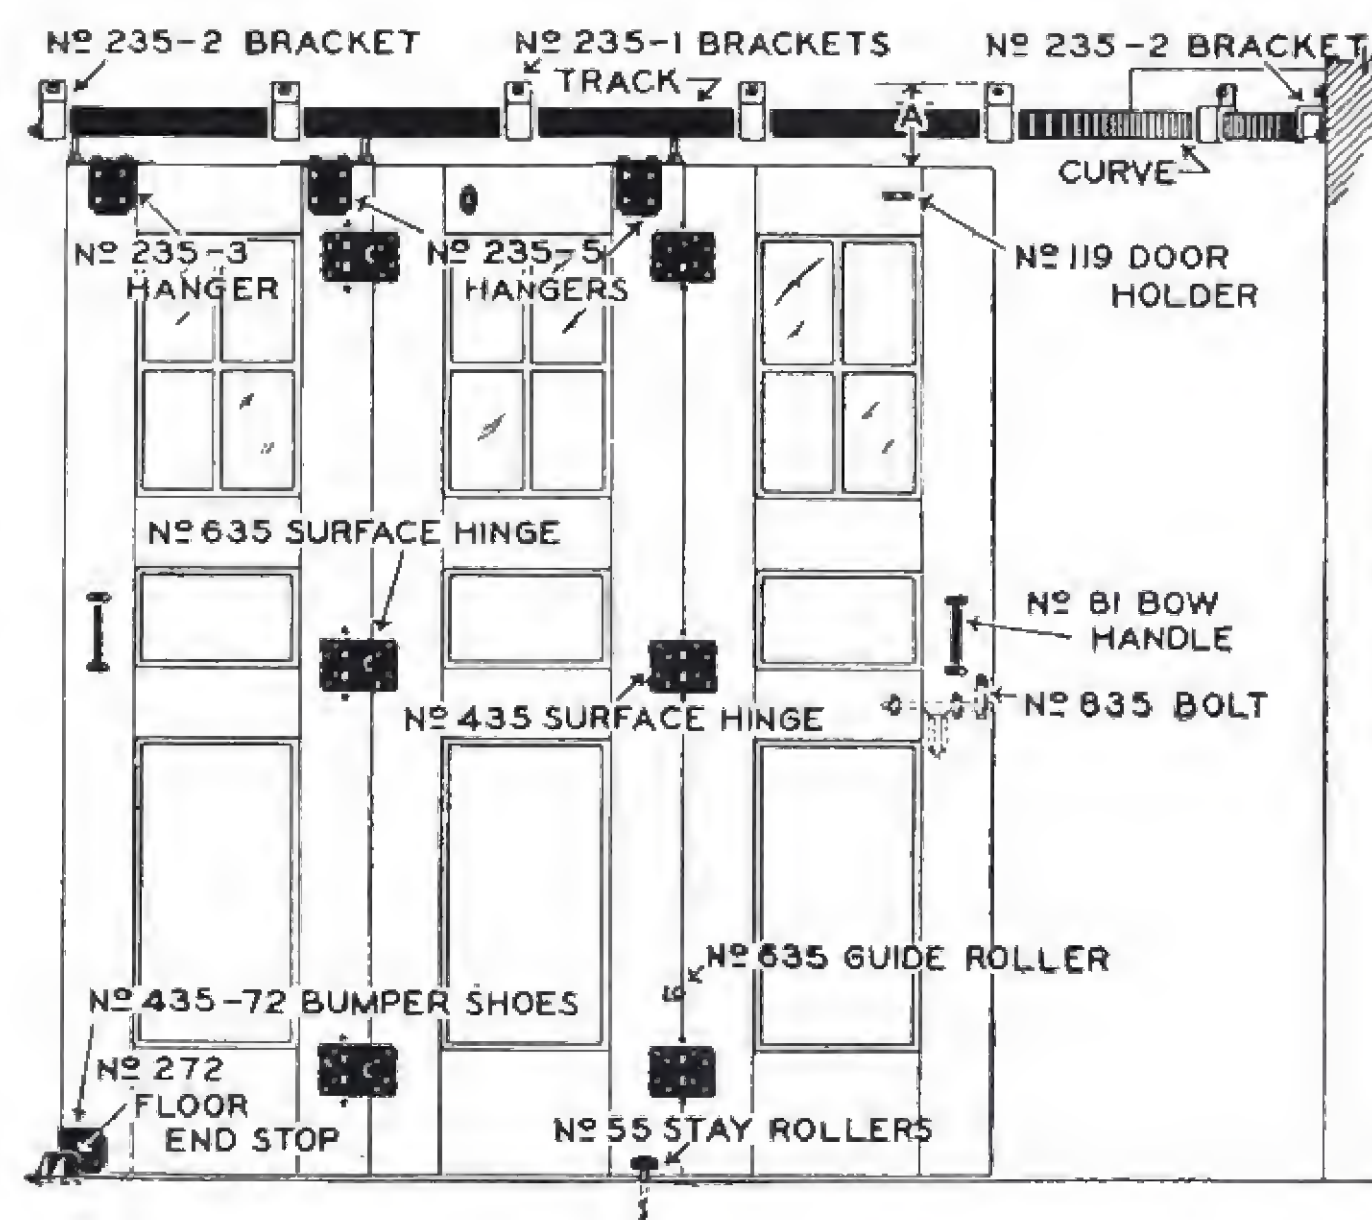 Nº 235-2 BRACKET
Nº 235-1 BRACKETS
Nº 235-2 BRACKET
TRACK
A
CURVE
Nº 235-3
HANGER
Nº 235-5
HANGERS
Nº 119 DOOR
HOLDER
Nº 635 SURFACE HINGE
Nº 81 BOW
HANDLE
Nº 435 SURFACE HINGE
Nº 835 BOLT
Nº 635 GUIDE ROLLER
Nº 435-72 BUMPER SHOES
Nº 272
FLOOR
END STOP
Nº 55 STAY ROLLERS